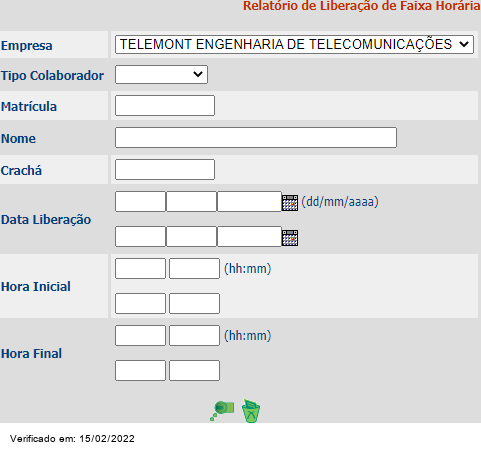 Relatório de Liberação de Faixa Horária
Empresa TELEMONT ENGENHARIA DE TELECOMUNICAÇÕES
Tipo Colaborador
Matrícula
Nome
Crachá
Data Liberação (dd/mm/aaaa)
Hora Inicial (hh:mm)
Hora Final (hh:mm)
Verificado em: 15/02/2022